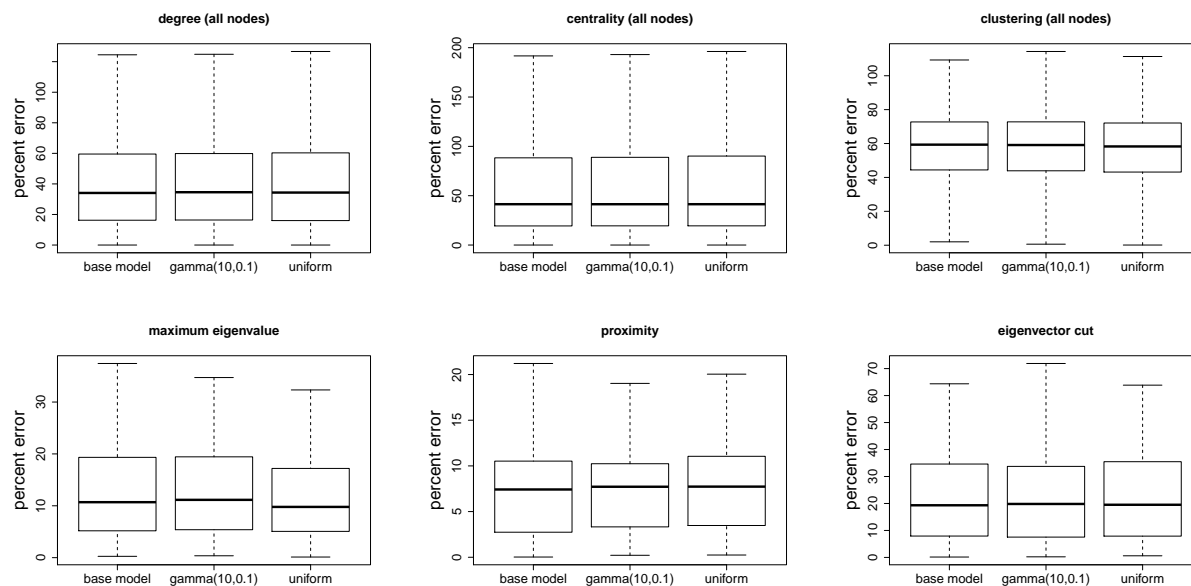 degree (all nodes)
percent error
0 20 40 60 80 100
base model gamma(10,0.1) uniform
centrality (all nodes)
percent error
0 50 100 150 200
base model gamma(10,0.1) uniform
clustering (all nodes)
percent error
0 20 40 60 80 100
base model gamma(10,0.1) uniform
maximum eigenvalue
percent error
0 10 20 30
base model gamma(10,0.1) uniform
proximity
percent error
0 5 10 15 20
base model gamma(10,0.1) uniform
eigenvector cut
percent error
0 10 20 30 40 50 60 70
base model gamma(10,0.1) uniform